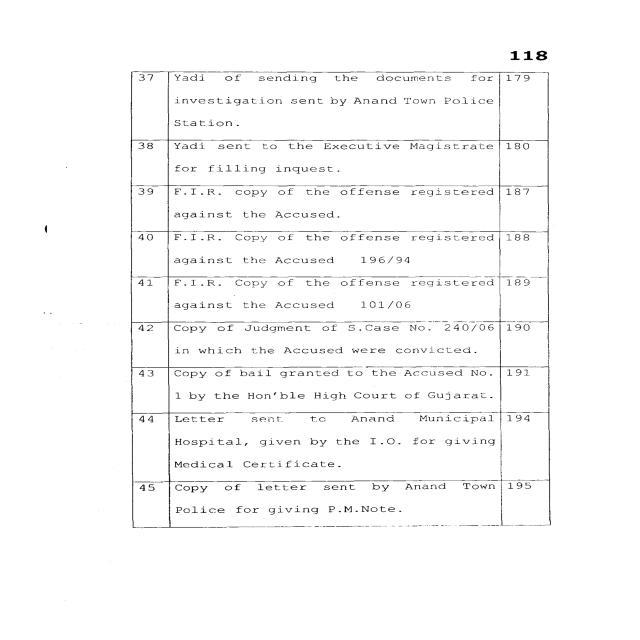 118
37 Yadi of sending the documents for 179
investigation sent by Anand Town Police
Station.
38 Yadi sent to the Executive Magistrate 180
for filling inquest.
39 F.I.R. copy of the offense registered 187
against the Accused.
40 F.I.R. Copy of the offense registered 188
against the Accused 196/94
41 F.I.R. Copy of the offense registered 189
against the Accused 101/06
42 Copy of Judgment of S.Case No. 240/06 190
in which the Accused were convicted.
43 Copy of bail granted to the Accused No. 191
1 by the Hon'ble High Court of Gujarat.
44 Letter sent to Anand Municipal 194
Hospital, given by the I.O. for giving
Medical Certificate.
45 Copy of letter sent by Anand Town 195
Police for giving P.M.Note.